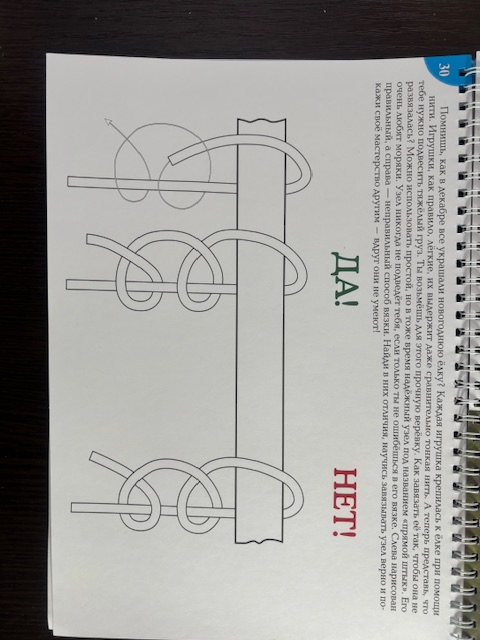 30
Помнишь, как в декабре все украшали новогоднюю ёлку? Каждая игрушка крепилась к ёлке при помощи
нити. Игрушки, как правило, лёгкие, их выдержит даже сравнительно тонкая нить. А теперь представь, что
тебе нужно подвесить тяжёлый груз. Ты возьмёшь для этого прочную верёвку. Как завязать её так, чтобы она не
развязалась? Можно использовать простой, но в тоже время надёжный узел под названием «прямой штык». Его
очень любят моряки. Узел никогда не подведёт тебя, если только ты не ошибёшься в его вязке. Слева нарисован
правильный, а справа — неправильный способ вязки. Найди в них отличия, научись завязывать узел верно и по-
кажи своё мастерство другим — вдруг они не умеют!
ДА!
НЕТ!